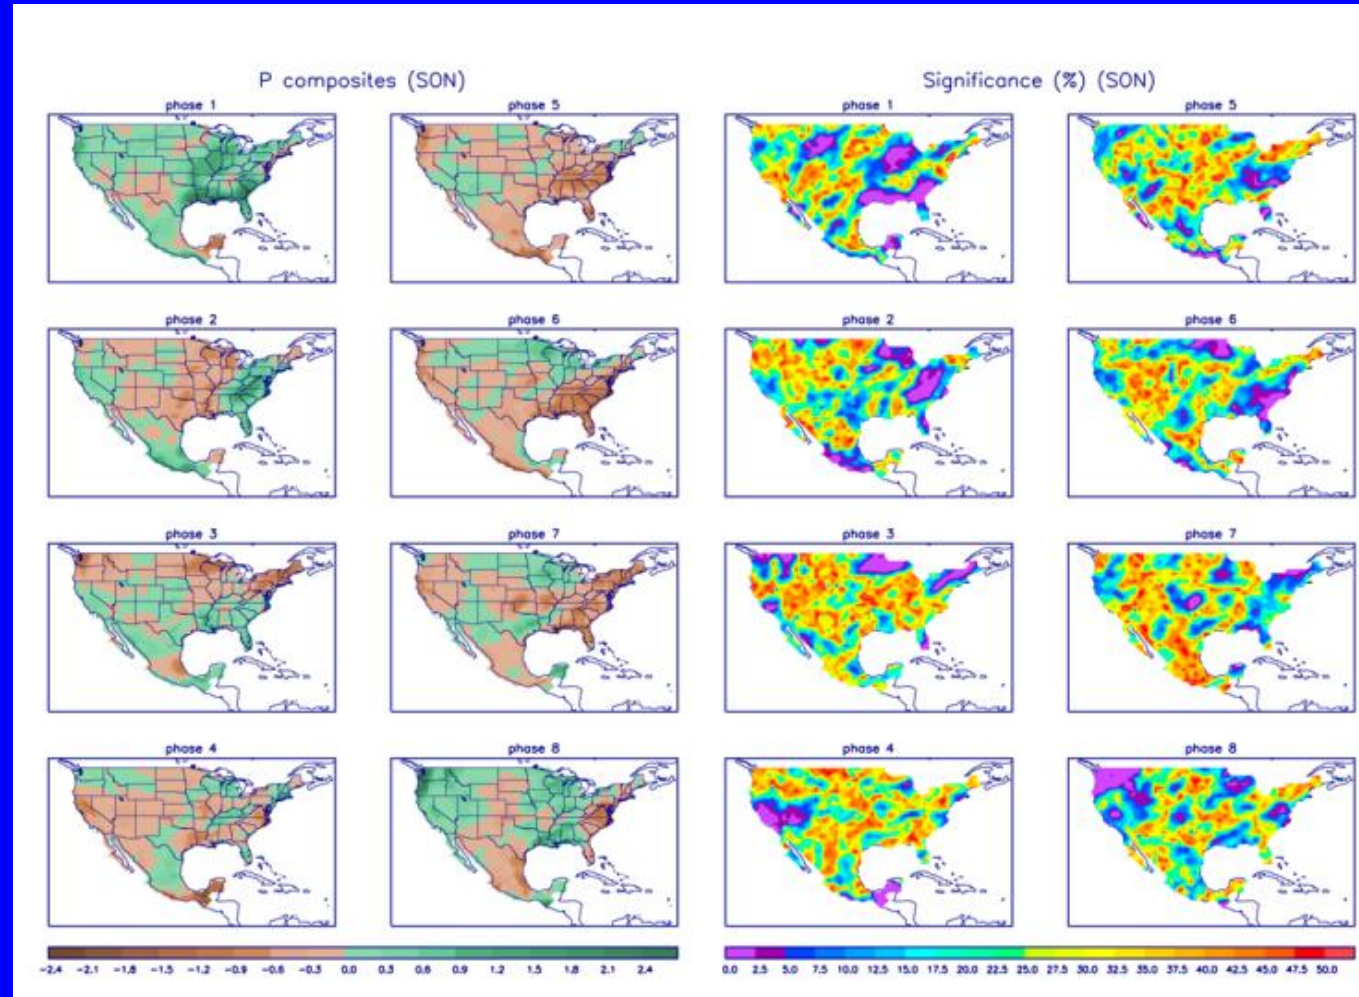 P composites (SON) Significance (%) (SON)
phase 1 phase 5 phase 1 phase 5
phase 2 phase 6 phase 2 phase 6
phase 3 phase 7 phase 3 phase 7
phase 4 phase 8 phase 4 phase 8
-2.4 -2.1 -1.8 -1.5 -1.2 -0.9 -0.6 -0.3 0.0 0.3 0.6 0.9 1.2 1.5 1.8 2.1 2.4 0.0 2.5 5.0 7.5 10.0 12.5 15.0 17.5 20.0 22.5 25.0 27.5 30.0 32.5 35.0 37.5 40.0 42.5 45.0 47.5 50.0